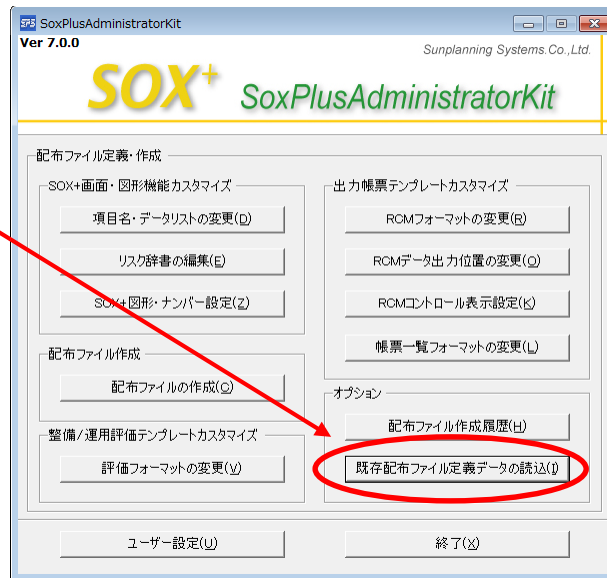 SoxPlusAdministratorKit
Ver 7.0.0
Sunplanning Systems.Co.,Ltd.
SOX+ SoxPlusAdministratorKit
配布ファイル定義・作成
SOX+画面・図形機能カスタマイズ
項目名・データリストの変更(D)
リスク辞書の編集(E)
SOX+図形・ナンバー設定(Z)
配布ファイル作成
配布ファイルの作成(C)
整備/運用評価テンプレートカスタマイズ
評価フォーマットの変更(V)
出力帳票テンプレートカスタマイズ
RCMフォーマットの変更(R)
RCMデータ出力位置の変更(O)
RCMコントロール表示設定(K)
帳票一覧フォーマットの変更(L)
オプション
配布ファイル作成履歴(H)
既存配布ファイル定義データの読込(I)
ユーザー設定(U)
終了(X)